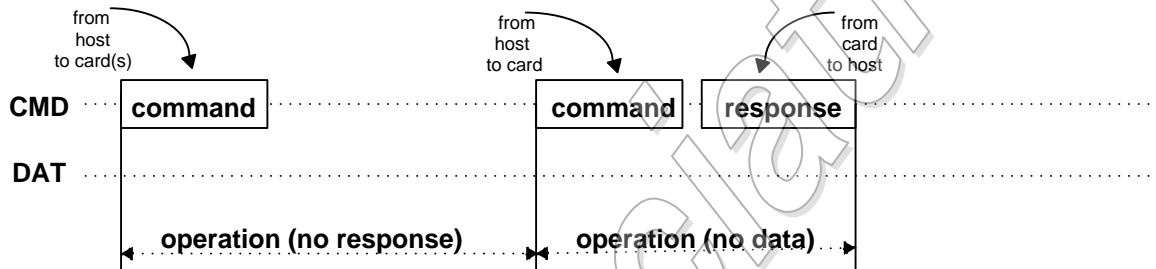 from
host
to card(s)
from
host
to card
from
card
to host
CMD
command
command
response
DAT
operation (no response)
operation (no data)